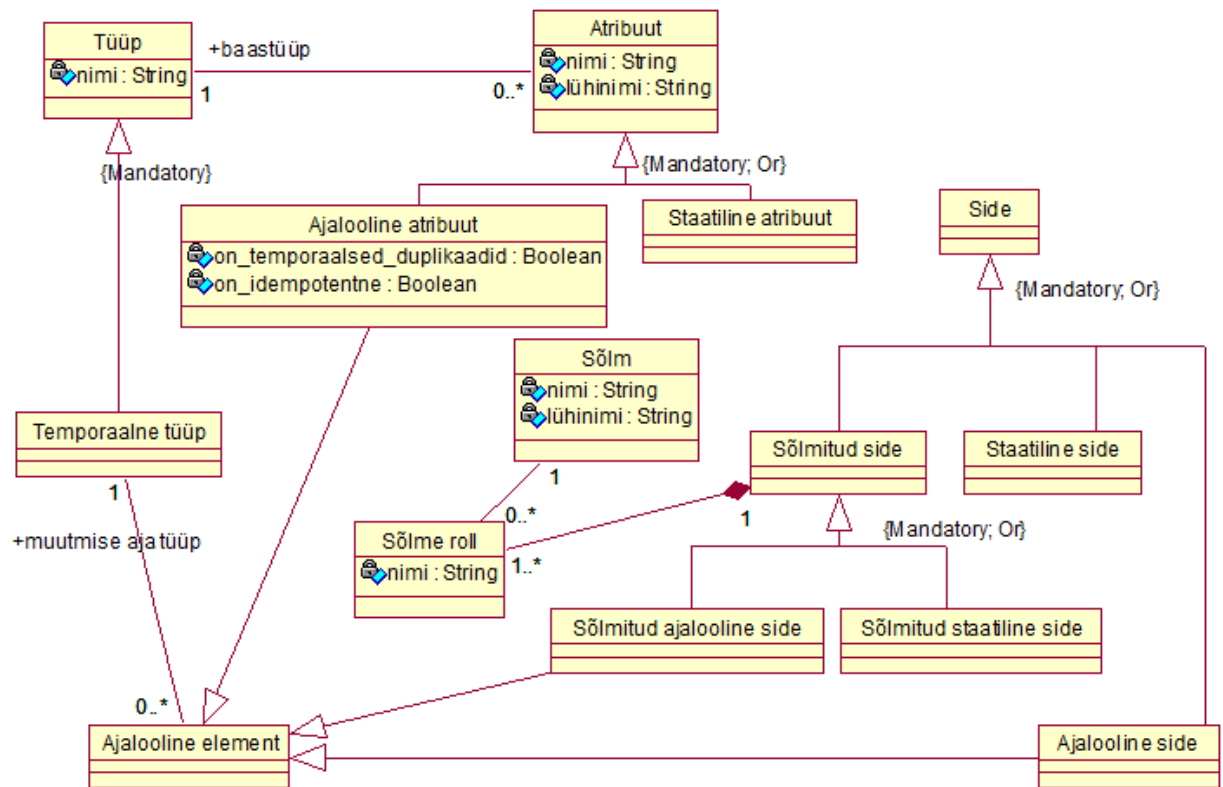 Tüüp
nimi : String
+baastüüp
1
0..*
Atribuut
nimi : String
lühinimi : String
{Mandatory}
{Mandatory; Or}
Ajalooline atribuut
on_temporaalsed_duplikaadid : Boolean
on_idempotentne : Boolean
Staatiline atribuut
Side
{Mandatory; Or}
Sõlm
nimi : String
lühinimi : String
Temporaalne tüüp
1
+muutmise aja tüüp
0..*
1
0..*
Sõlme roll
nimi : String
1..*
1
Sõlmitud side
Staatiline side
{Mandatory; Or}
Sõlmitud ajalooline side
Sõlmitud staatiline side
Ajalooline element
Ajalooline side